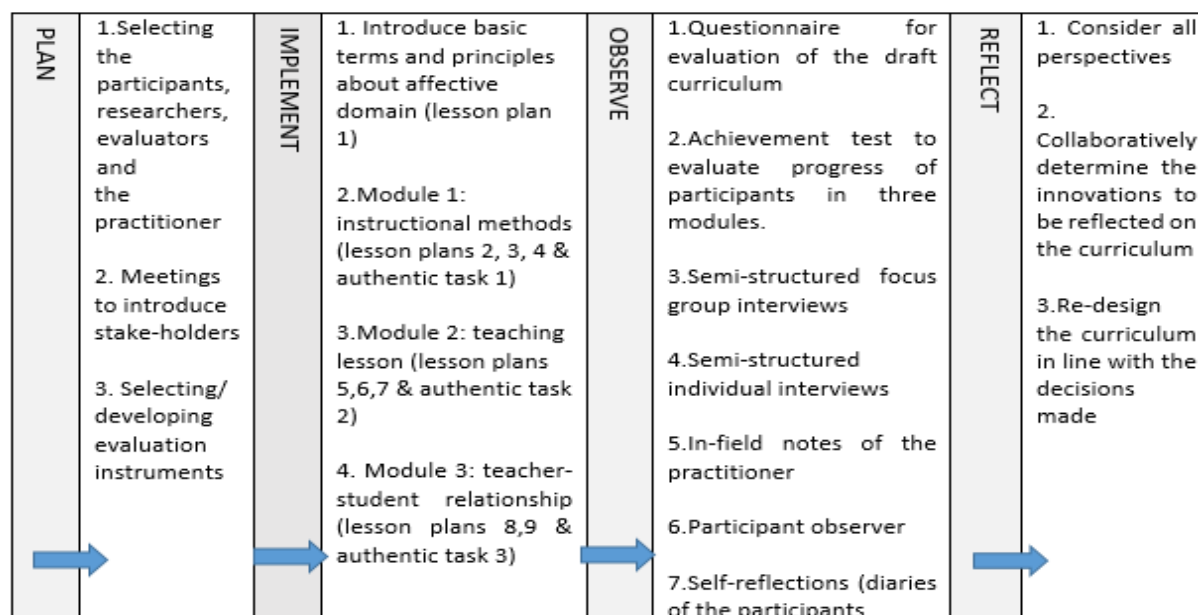 PLAN
1.Selecting
the
participants,
researchers,
evaluators
and
the
practitioner
2. Meetings
to introduce
stake-holders
3. Selecting/
developing
evaluation
instruments
IMPLEMENT
1. Introduce basic
terms and principles
about affective
domain (lesson plan
1)
2.Module 1:
instructional methods
(lesson plans 2, 3, 4 &
authentic task 1)
3.Module 2: teaching
lesson (lesson plans
5,6,7 & authentic task
2)
4. Module 3: teacher-
student relationship
(lesson plans 8,9 &
authentic task 3)
OBSERVE
1.Questionnaire for
evaluation of the draft
curriculum
2.Achievement test to
evaluate progress of
participants in three
modules.
3.Semi-structured focus
group interviews
4.Semi-structured
individual interviews
5.In-field notes of the
practitioner
6.Participant observer
7.Self-reflections (diaries
of the participants
REFLECT
1. Consider all
perspectives
2.
Collaboratively
determine the
innovations to
be reflected on
the curriculum
3.Re-design
the curriculum
in line with the
decisions
made